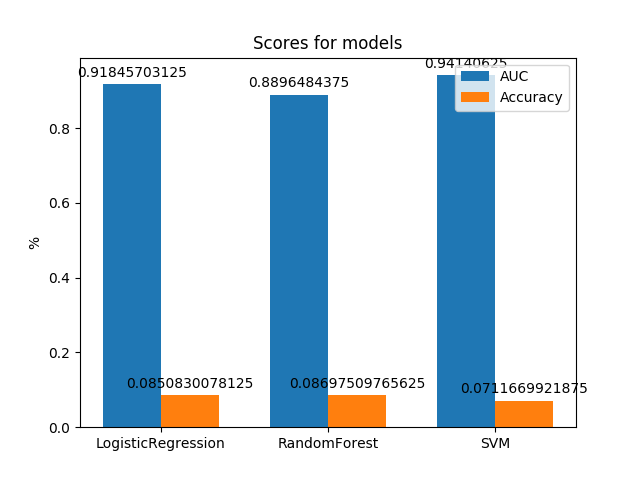 Scores for models
0.91845703125
0.8896484375
0.94140625
AUC
Accuracy
%
0.8
0.6
0.4
0.2
0.0
0.0850830078125
0.08697509765625
0.0711669921875
LogisticRegression
RandomForest
SVM